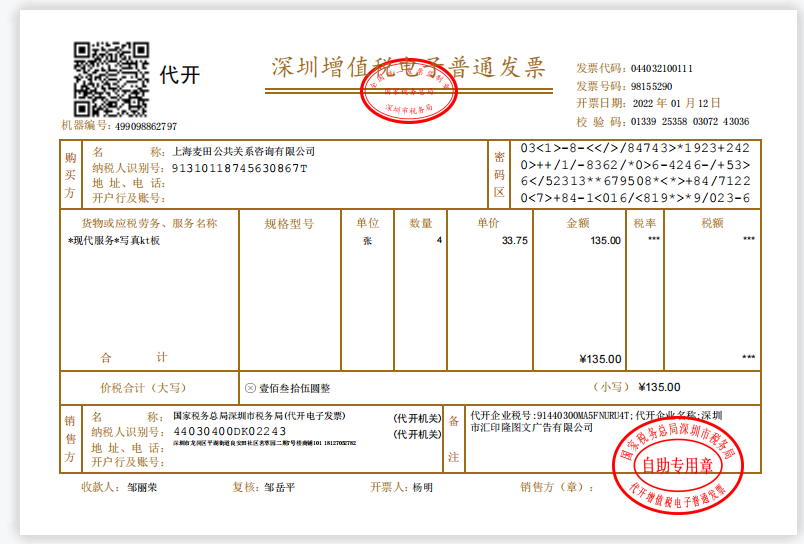 代开
深圳增值税电子普通发票
国家税务总局
深圳市税务局
发票代码：044032100111
发票号码：98155290
开票日期：2022 年 01 月 12 日
校 验 码：01339 25358 03072 43036
机器编号：499098862797
购买方
名 称：上海麦田公共关系咨询有限公司
纳税人识别号：91310118745630867T
地 址、电 话：
开户行及账号：
密码区
03<1>-8-<</>/84743>*1923+242
0>++/1/-8362/*0>6-4246-/+53>
6</52313**679508*<*>+84/7122
0<7>+84-1<016/<819*>*9/023-6
货物或应税劳务、服务名称 规格型号 单位 数量 单价 金额 税率 税额
*现代服务*写真kt板 张 4 33.75 135.00 *** ***
合 计 ¥135.00 ***
价税合计（大写） ⊗壹佰叁拾伍圆整 （小写）¥135.00
销售方
名 称：国家税务总局深圳市税务局(代开电子发票) (代开机关)
纳税人识别号：44030400DK02243 (代开机关)
地 址、电 话：
开户行及账号：
备注
代开企业税号:91440300MA5FNURU4T;代开企业名称:深圳
市汇印隆图文广告有限公司
国家税务总局深圳市税务局
自助专用章
代开增值税电子普通发票
收款人：邹丽荣 复核：邹岳平 开票人：杨明 销售方（章）：